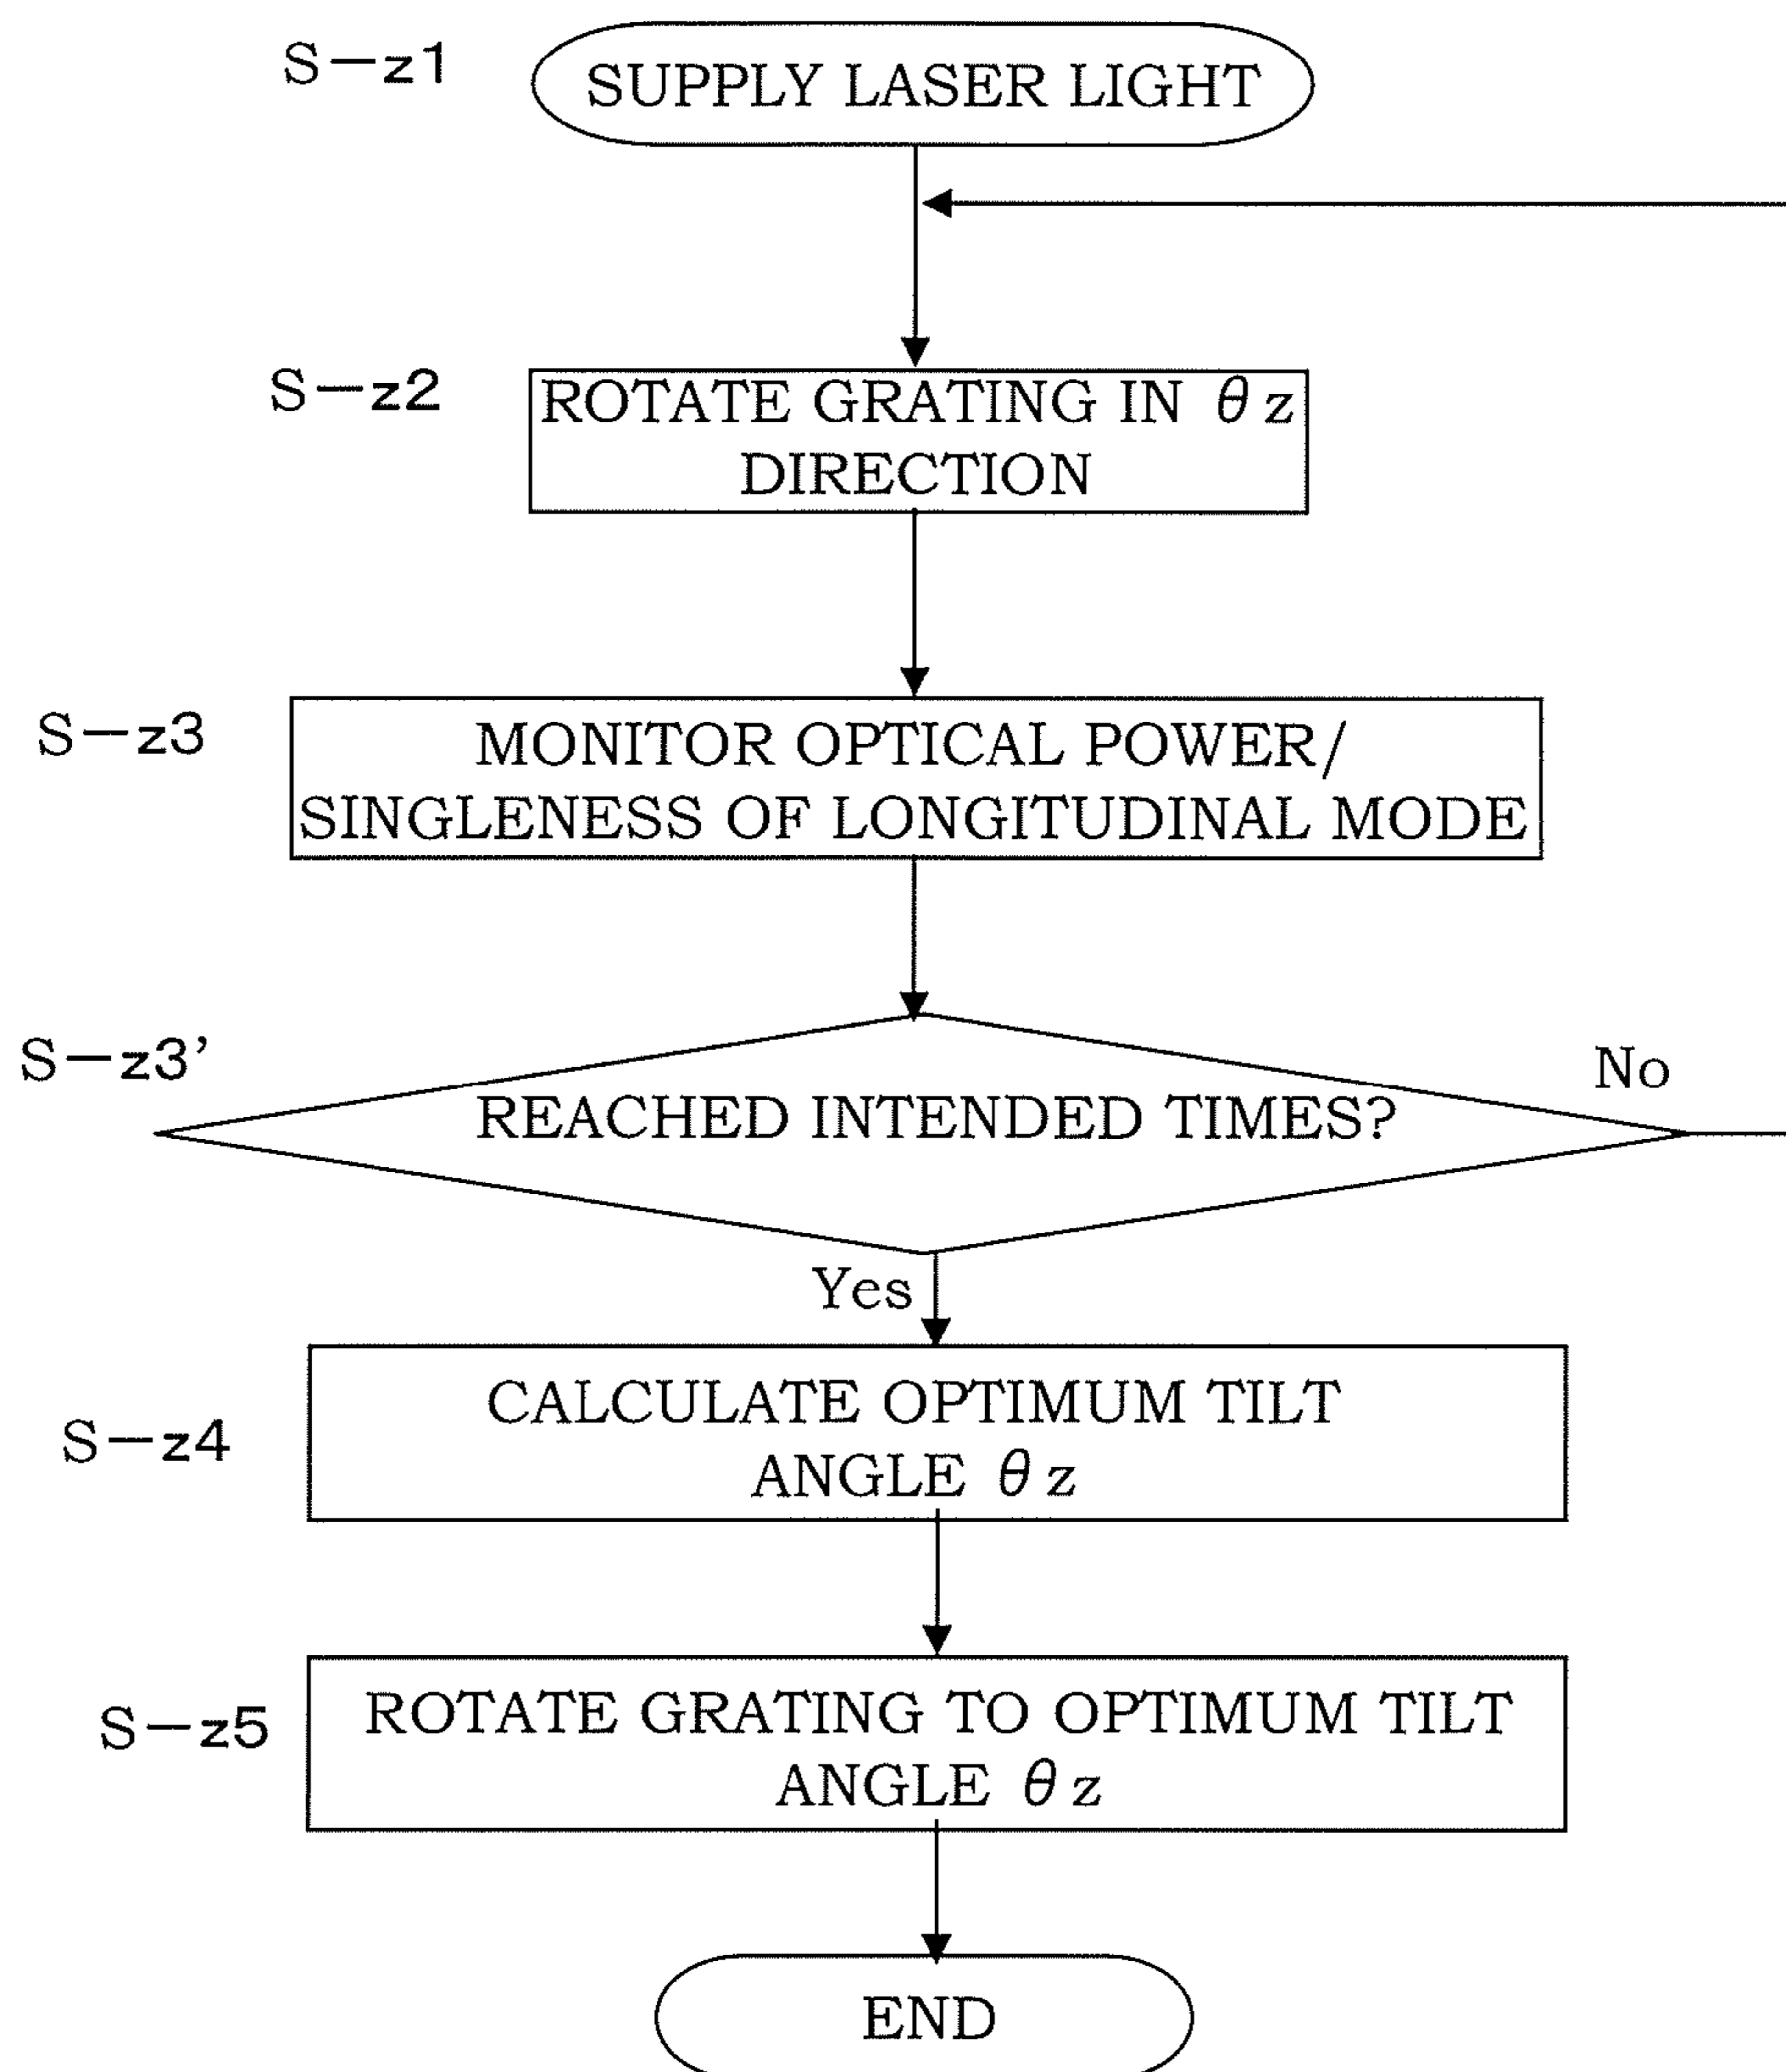 S-z1
SUPPLY LASER LIGHT
S-z2
ROTATE GRATING IN θz
DIRECTION
S-z3
MONITOR OPTICAL POWER/
SINGLENESS OF LONGITUDINAL MODE
S-z3'
REACHED INTENDED TIMES?
No
Yes
S-z4
CALCULATE OPTIMUM TILT
ANGLE θz
S-z5
ROTATE GRATING TO OPTIMUM TILT
ANGLE θz
END